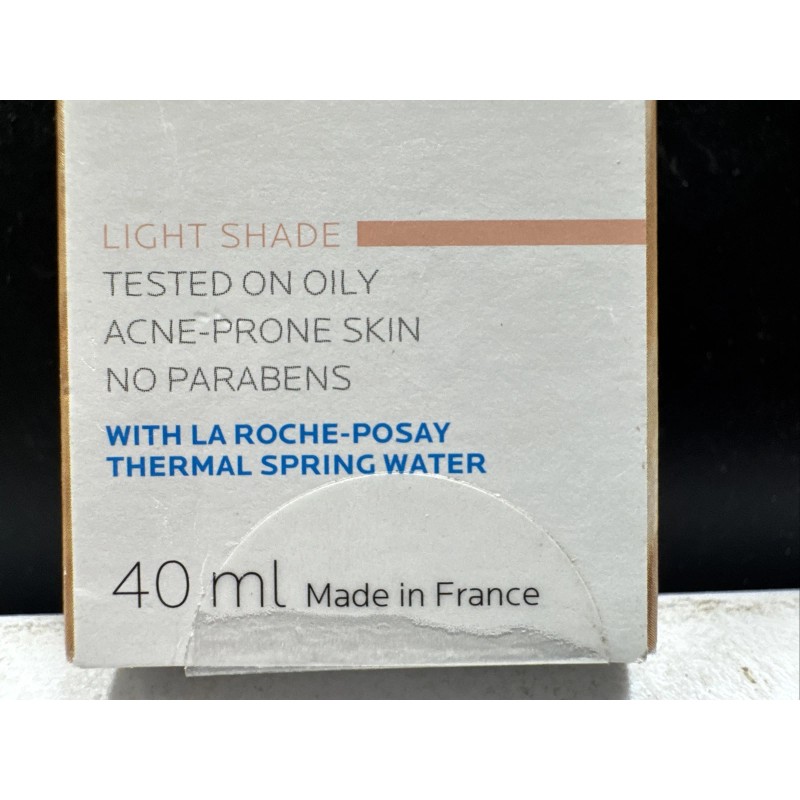 LIGHT SHADE
TESTED ON OILY
ACNE-PRONE SKIN
NO PARABENS
WITH LA ROCHE-POSAY
THERMAL SPRING WATER
40 ml Made in France